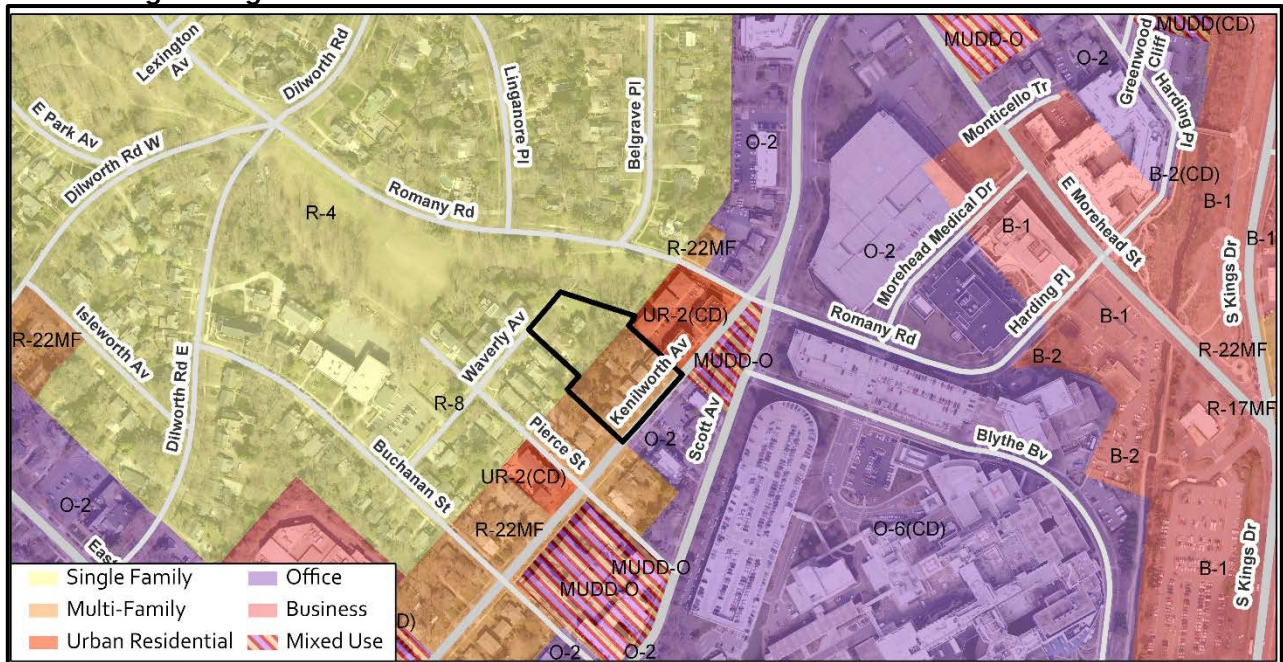 Lexington
Av
Dilworth Rd
E Park Av
Dilworth Rd W
Linganore Pl
Belgrave Pl
R-4
Romany Rd
MUDD-O
O-2
MUDD(CD)
Greenwood
Cliff
Harding Pl
Monticello Tr
O-2
B-2(CD)
B-1
E Morehead St
B-1
S Kings Dr
Morehead Medical Dr
B-1
O-2
R-22MF
Romany Rd
Harding Pl
B-1
B-2
R-22MF
R-17MF
UR-2(CD)
Kenilworth Av
MUDD-O
Waverly Av
R-22MF
Isleworth Av
Dilworth Rd E
R-8
Pierce St
O-2
Scott Av
Blythe Bv
B-2
Buchanan St
UR-2(CD)
R-22MF
O-2
East
MUDD-O
MUDD-O
O-6(CD)
B-1
S Kings Dr
O-2
O-2
D)
Single Family
Multi-Family
Urban Residential
Office
Business
Mixed Use